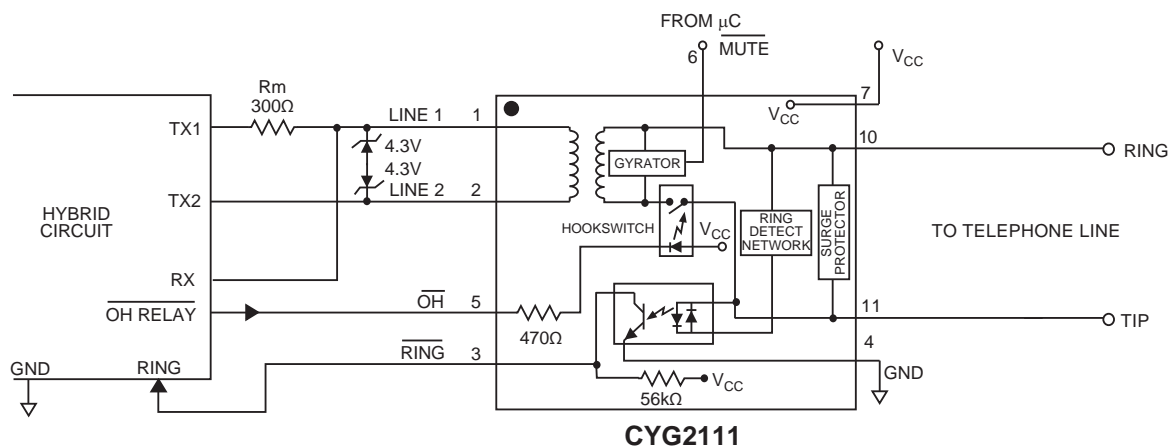 FROM μC
6
MUTE
VCC
7
Rm
300Ω
TX1
LINE 1
1
VCC
10
4.3V
GYRATOR
RING
4.3V
LINE 2
2
TX2
HYBRID
CIRCUIT
HOOKSWITCH
VCC
RING
DETECT
NETWORK
SURGE
PROTECTOR
TO TELEPHONE LINE
RX
OH
5
OH RELAY
470Ω
11
TIP
RING
3
4
GND
RING
GND
56kΩ
VCC
CYG2111